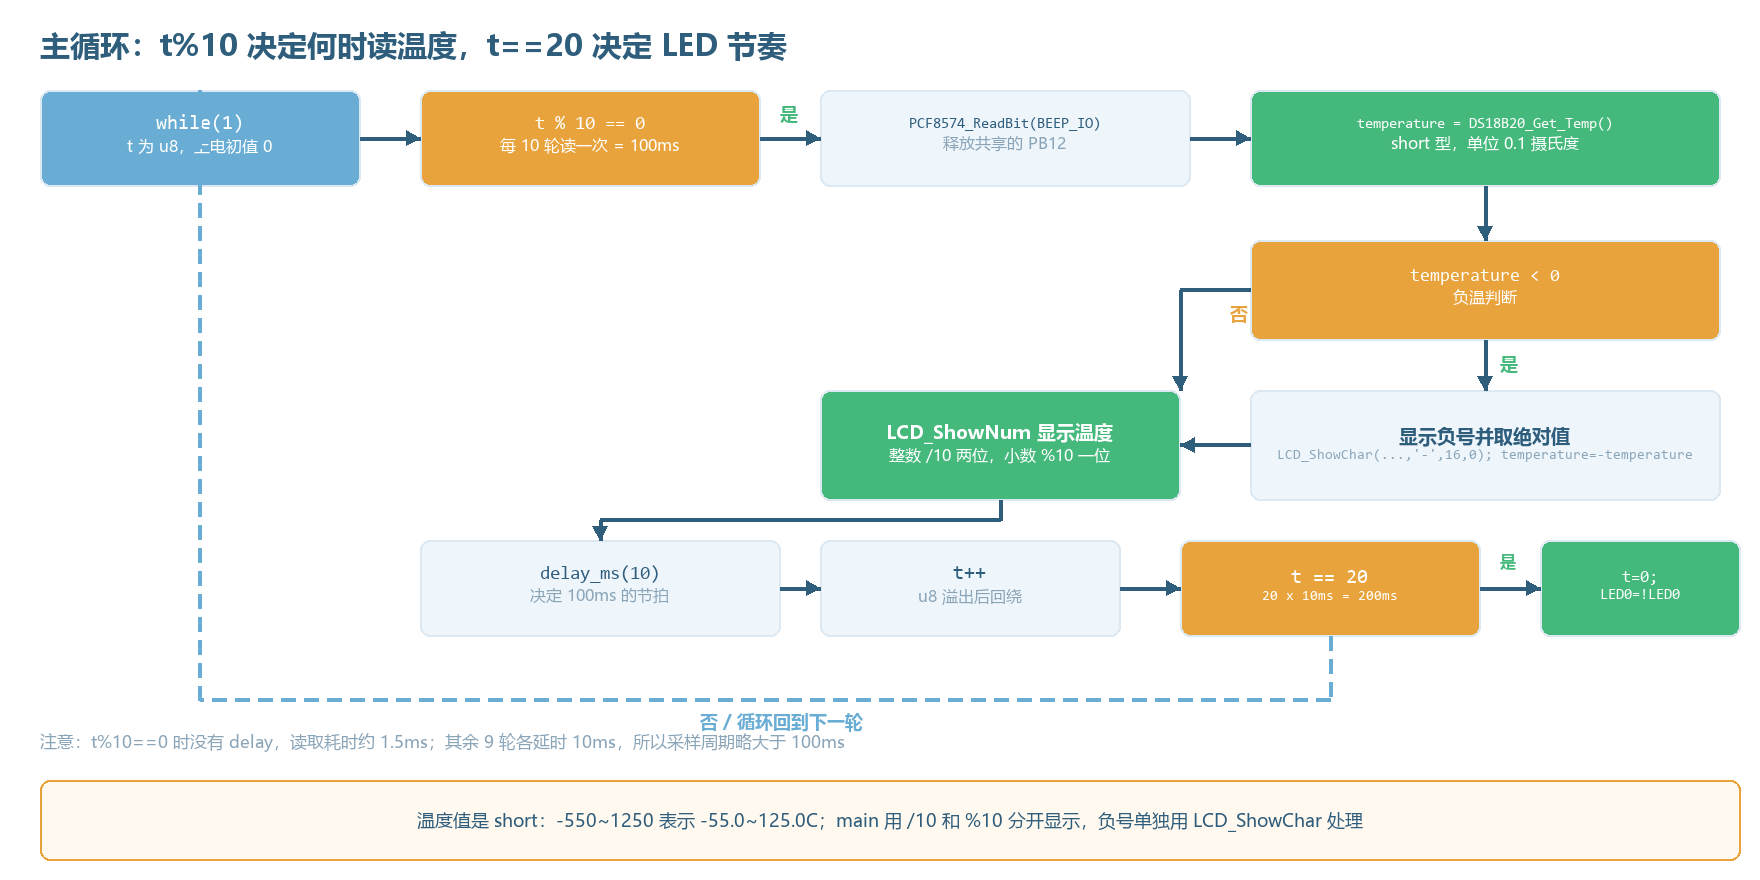 主循环：t%10 决定何时读温度，t==20 决定 LED 节奏
while(1)
t 为 u8，上电初值 0
t % 10 == 0
每 10 轮读一次 = 100ms
是
PCF8574_ReadBit(BEEP_IO)
释放共享的 PB12
temperature = DS18B20_Get_Temp()
short 型，单位 0.1 摄氏度
temperature < 0
负温判断
否
是
LCD_ShowNum 显示温度
整数 /10 两位，小数 %10 一位
显示负号并取绝对值
LCD_ShowChar(...,'-',16,0); temperature=-temperature
delay_ms(10)
决定 100ms 的节拍
t++
u8 溢出后回绕
t == 20
20 x 10ms = 200ms
是
t=0;
LED0=!LED0
否 / 循环回到下一轮
注意：t%10==0 时没有 delay，读取耗时约 1.5ms；其余 9 轮各延时 10ms，所以采样周期略大于 100ms
温度值是 short：-550~1250 表示 -55.0~125.0C；main 用 /10 和 %10 分开显示，负号单独用 LCD_ShowChar 处理